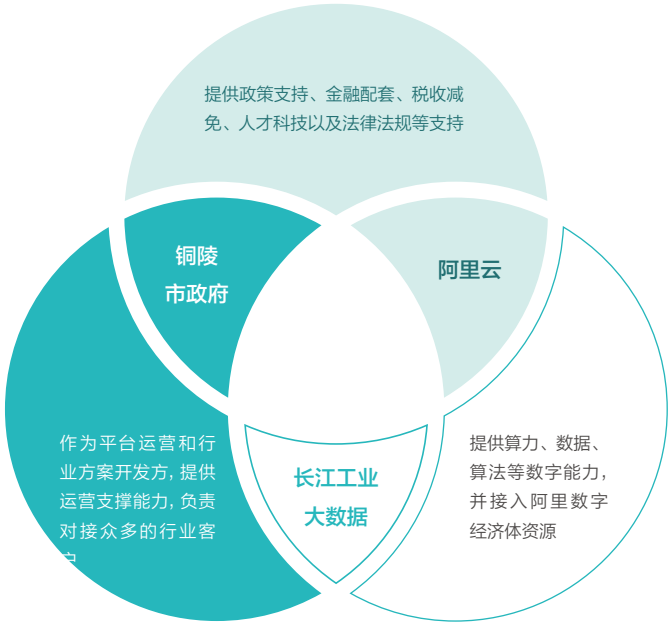 提供政策支持、金融配套、税收减
免、人才科技以及法律法规等支持
铜陵
市政府
阿里云
作为平台运营和行
业方案开发方, 提供
运营支撑能力, 负责
对接众多的行业客
户
提供算力、数据、
算法等数字能力,
并接入阿里数字
经济体资源
长江工业
大数据